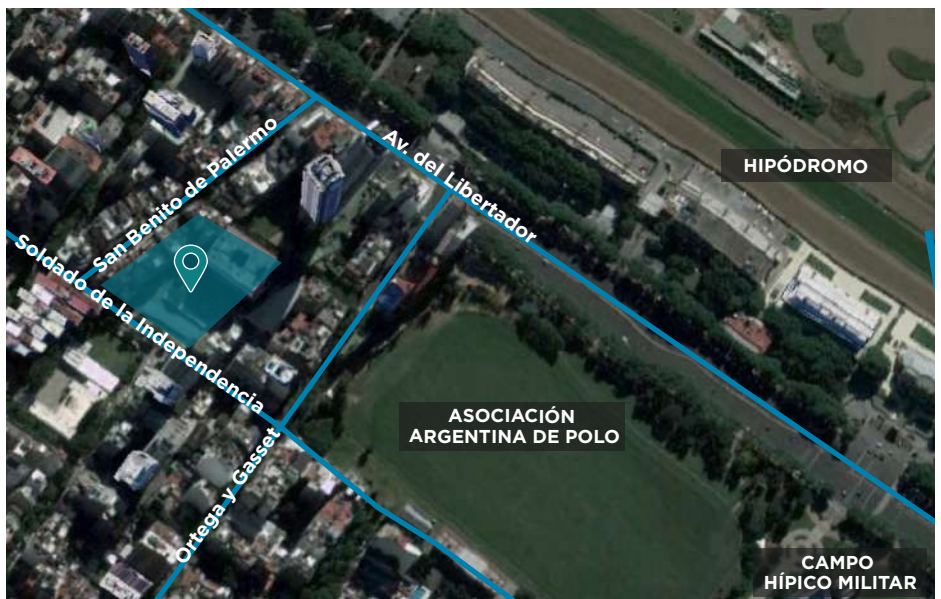 San Benito de Palermo
Av. del Libertador
HIPÓDROMO
Soldado de la Independencia
ASOCIACIÓN
ARGENTINA DE POLO
Ortega y Gasset
CAMPO
HÍPICO MILITAR